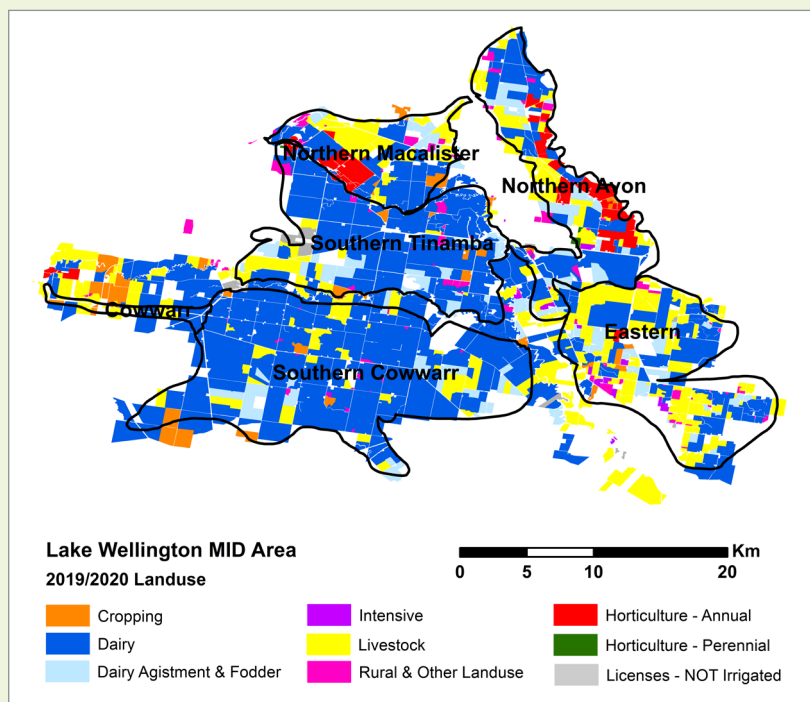 Northern Macalister
Northern Avon
Southern Tinamba
Cowwarr
Eastern
Southern Cowwarr
Lake Wellington MID Area
2019/2020 Landuse
Km
0 5 10 20
Cropping
Intensive
Horticulture - Annual
Dairy
Livestock
Horticulture - Perennial
Dairy Agistment & Fodder
Rural & Other Landuse
Licenses - NOT Irrigated